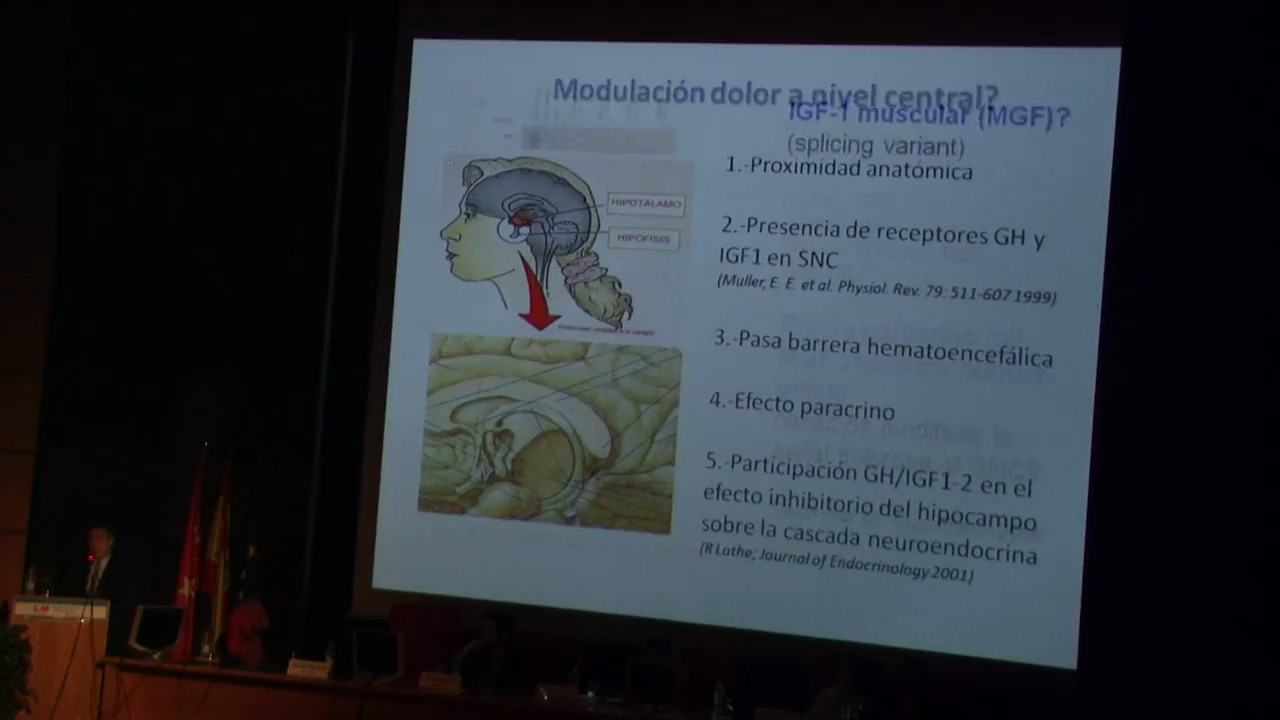 Modulación dolor a nivel central?
IGF-1 muscular (MGF)?
(splicing variant)
1.-Proximidad anatómica
HIPOTÁLAMO
HIPÓFISIS
2.-Presencia de receptores GH y
IGF1 en SNC
(Muller, E. E. et al. Physiol. Rev. 79: 511-607 1999)
3.-Pasa barrera hematoencefálica
4.-Efecto paracrino
5.-Participación GH/IGF1-2 en el
efecto inhibitorio del hipocampo
sobre la cascada neuroendocrina
(R Lathe; Journal of Endocrinology 2001)